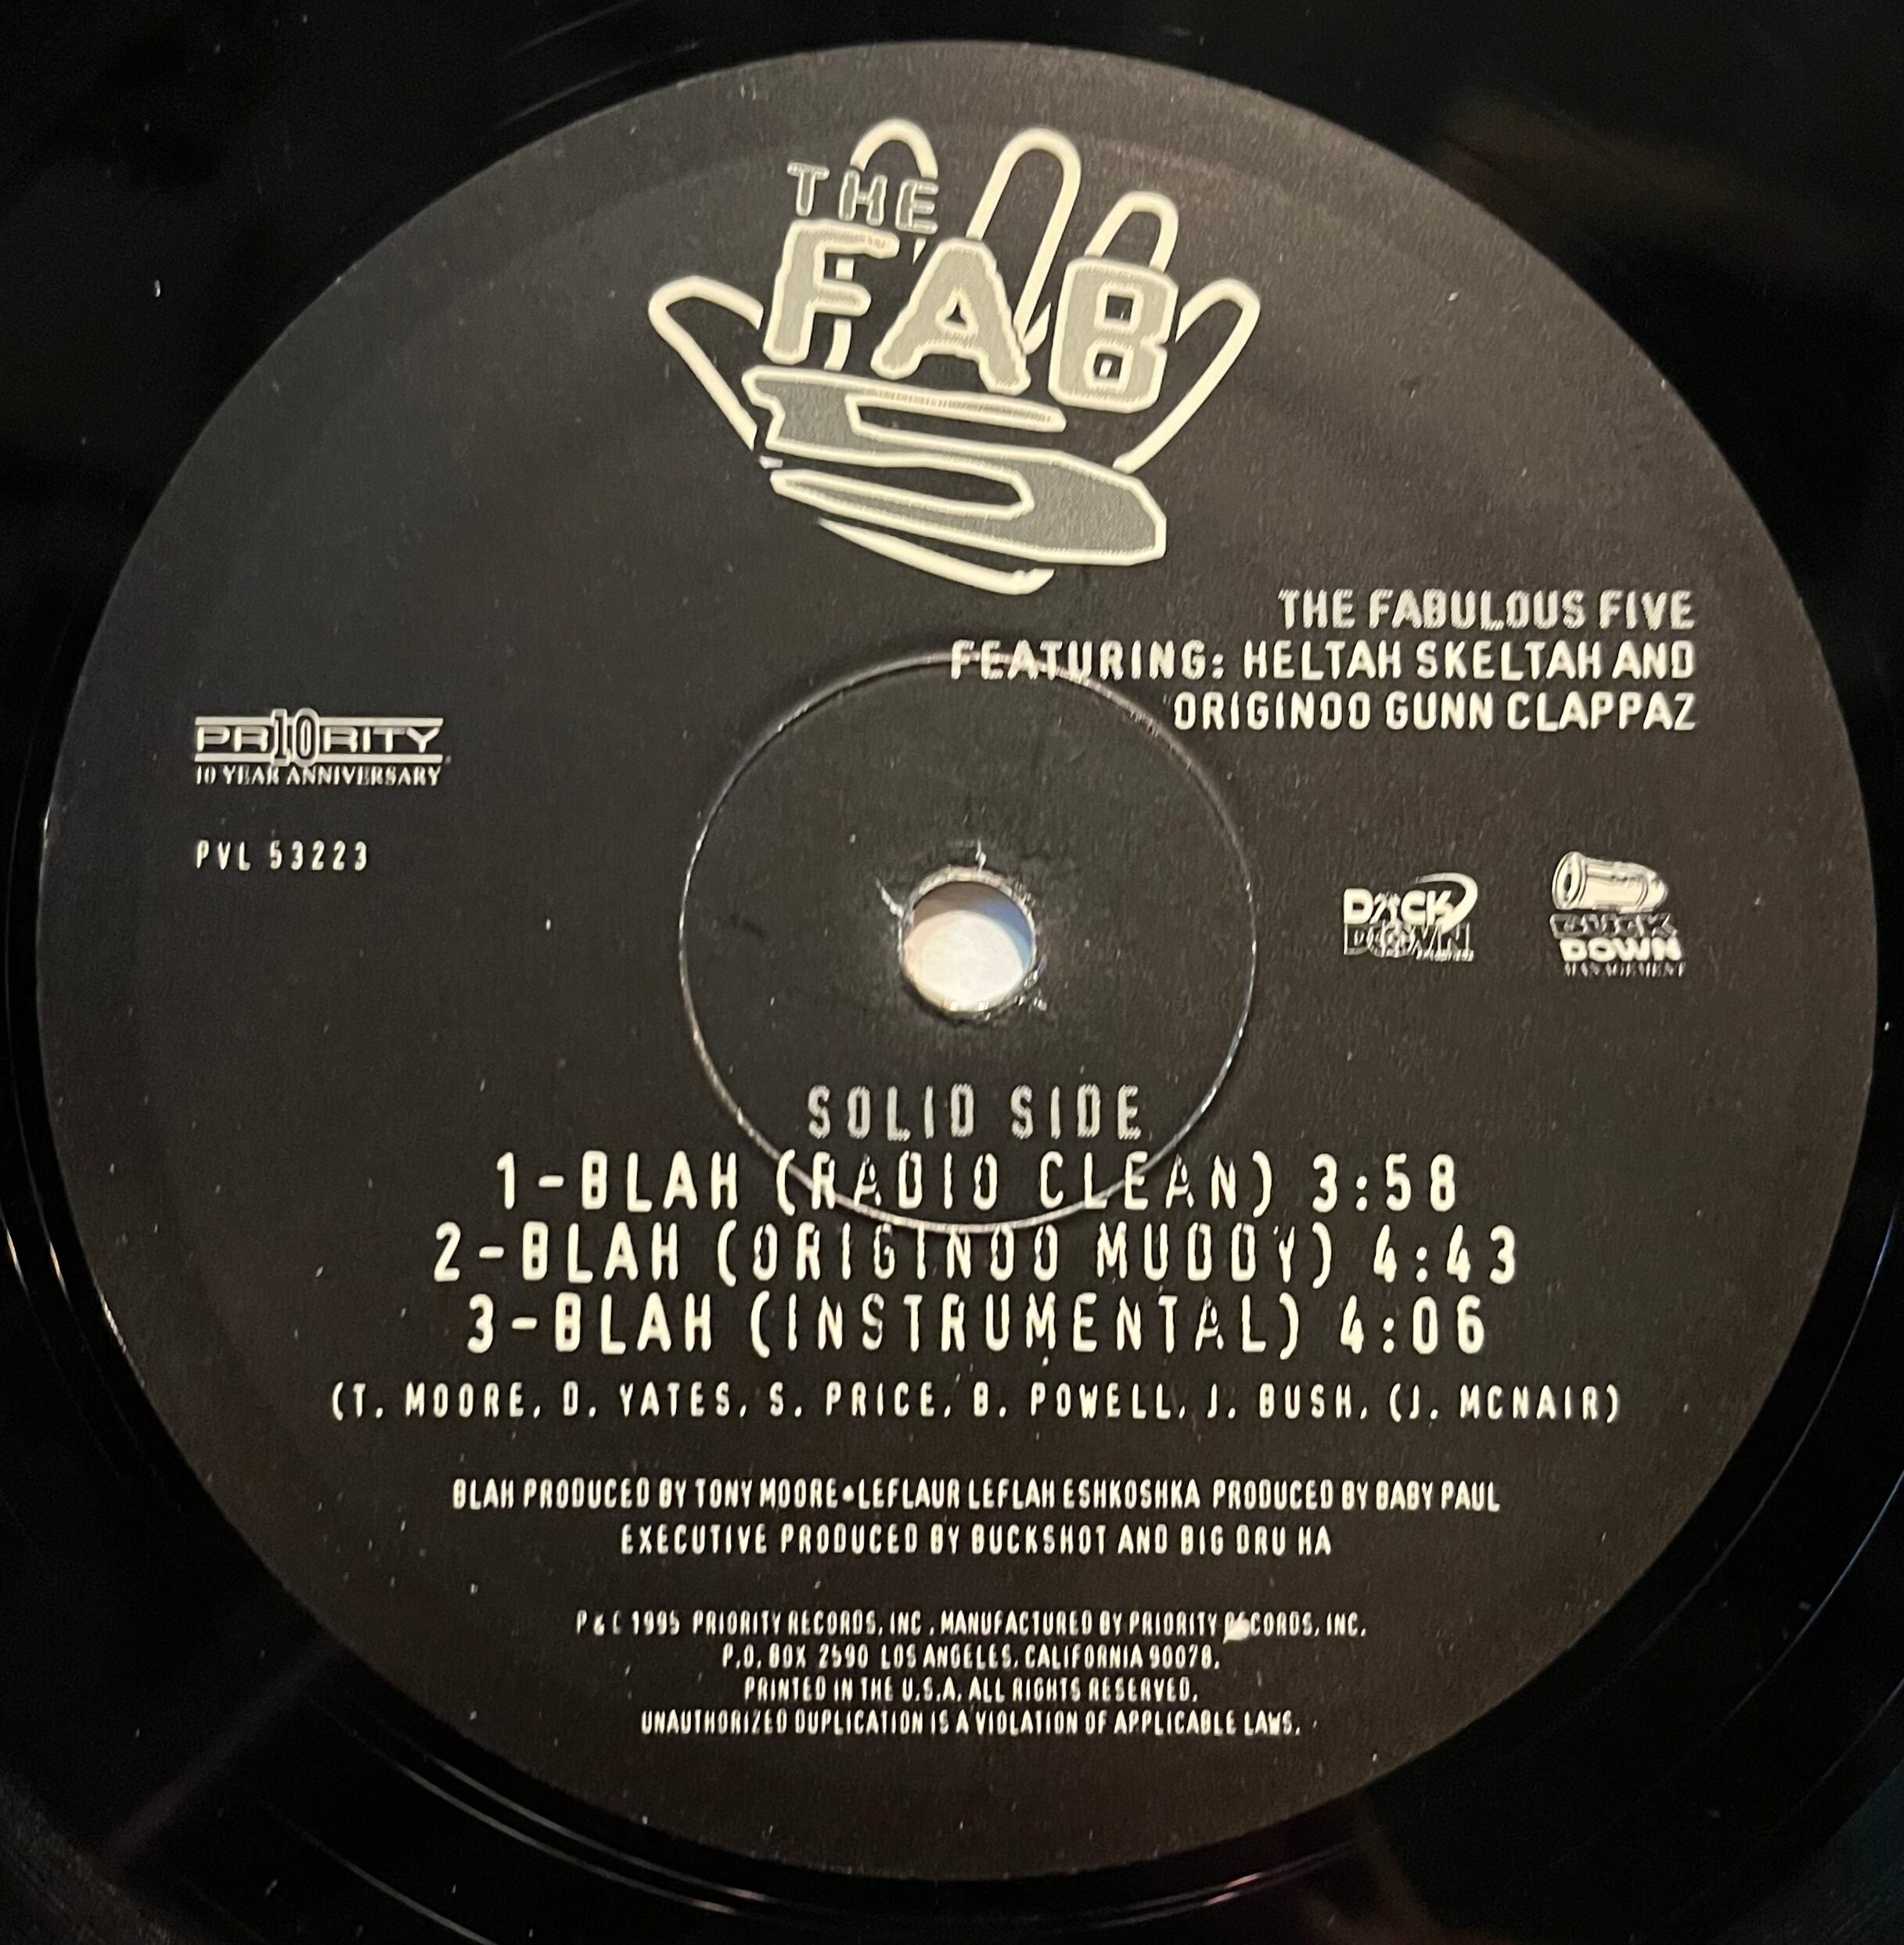 THE
FAB
5
THE FABULOUS FIVE
FEATURING: HELTAH SKELTAH AND
ORIGINOO GUNN CLAPPAZ
PR10RITY
10 YEAR ANNIVERSARY
PVL 53223
DUCK
DOWN
BUCK
DOWN
MANAGEMENT
SOLID SIDE
1-BLAH (RADIO CLEAN) 3:58
2-BLAH (ORIGINOO MUDDY) 4:43
3-BLAH (INSTRUMENTAL) 4:06
(T. MOORE, D. YATES, S. PRICE, B. POWELL, J. BUSH, (J. MCNAIR)
BLAH PRODUCED BY TONY MOORE•LEFLAUR LEFLAH ESHKOSHKA PRODUCED BY BABY PAUL
EXECUTIVE PRODUCED BY BUCKSHOT AND BIG DRU HA
P & C 1995 PRIORITY RECORDS, INC. MANUFACTURED BY PRIORITY RECORDS, INC.
P.O. BOX 2590 LOS ANGELES, CALIFORNIA 90078.
PRINTED IN THE U.S.A. ALL RIGHTS RESERVED.
UNAUTHORIZED DUPLICATION IS A VIOLATION OF APPLICABLE LAWS.